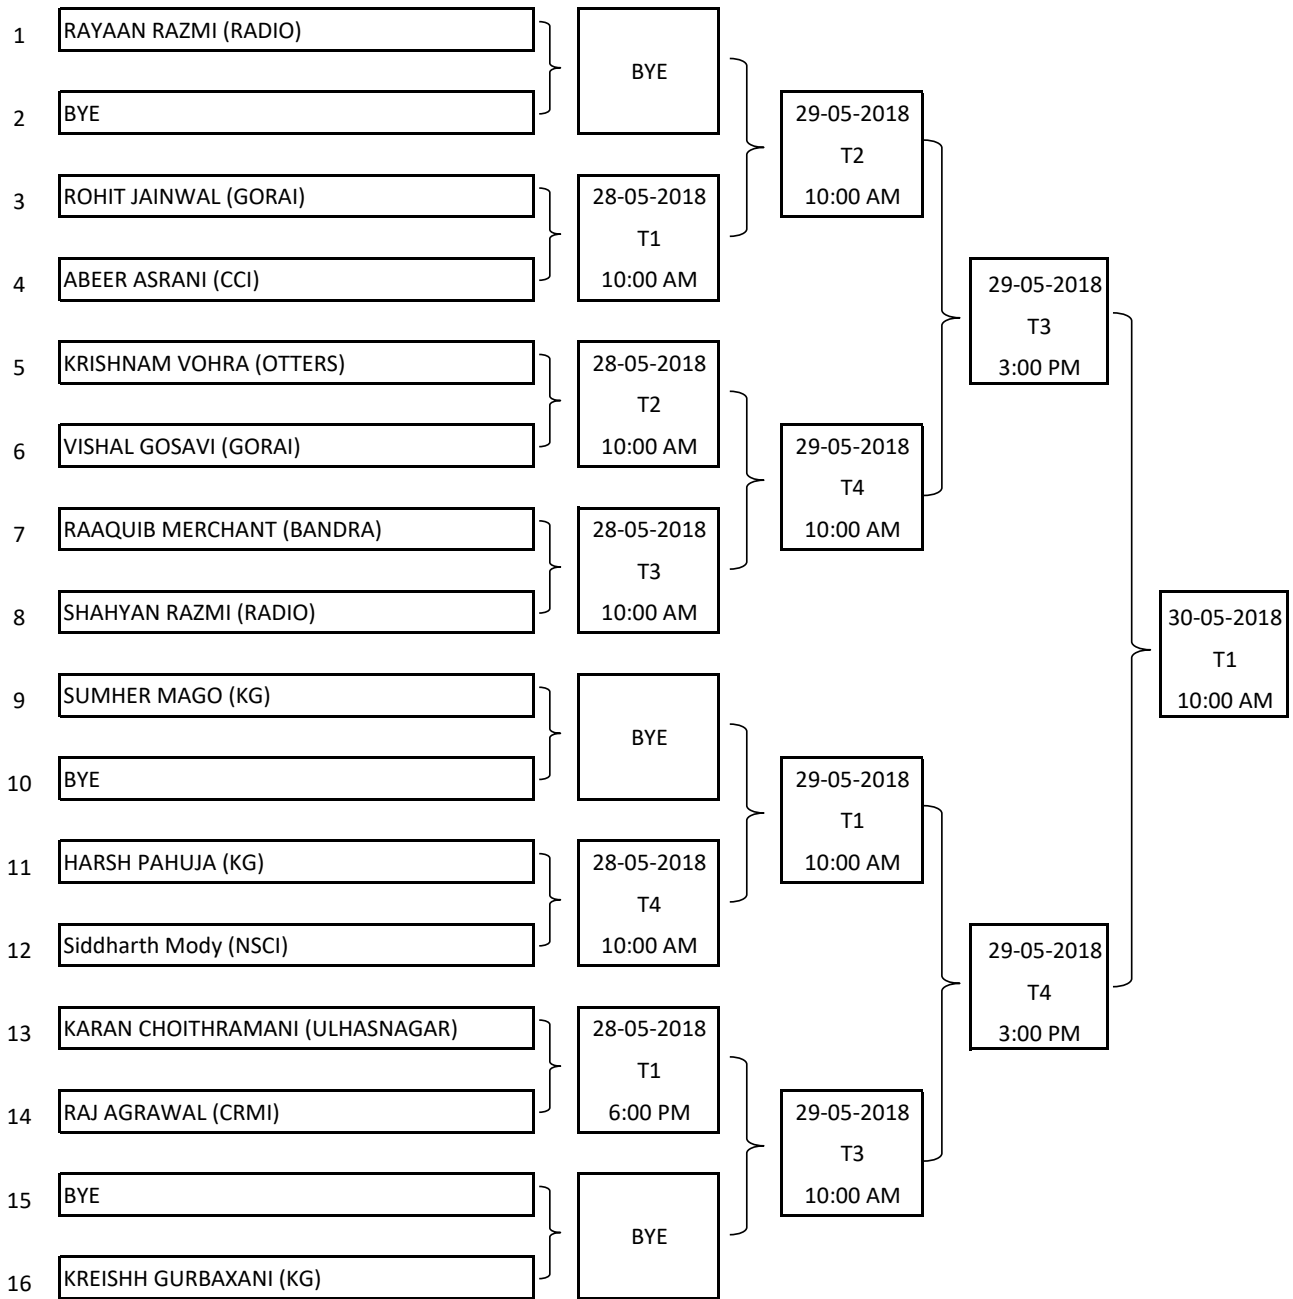 1 RAYAAN RAZMI (RADIO)
BYE
2 BYE
29-05-2018
T2
10:00 AM
3 ROHIT JAINWAL (GORAI)
28-05-2018
T1
10:00 AM
4 ABEER ASRANI (CCI)
29-05-2018
T3
3:00 PM
5 KRISHNAM VOHRA (OTTERS)
28-05-2018
T2
10:00 AM
6 VISHAL GOSAVI (GORAI)
29-05-2018
T4
10:00 AM
7 RAAQUIB MERCHANT (BANDRA)
28-05-2018
T3
10:00 AM
8 SHAHYAN RAZMI (RADIO)
30-05-2018
T1
10:00 AM
9 SUMHER MAGO (KG)
BYE
10 BYE
29-05-2018
T1
10:00 AM
11 HARSH PAHUJA (KG)
28-05-2018
T4
10:00 AM
12 Siddharth Mody (NSCI)
29-05-2018
T4
3:00 PM
13 KARAN CHOITHRAMANI (ULHASNAGAR)
28-05-2018
T1
6:00 PM
14 RAJ AGRAWAL (CRMI)
29-05-2018
T3
10:00 AM
15 BYE
BYE
16 KREISHH GURBAXANI (KG)